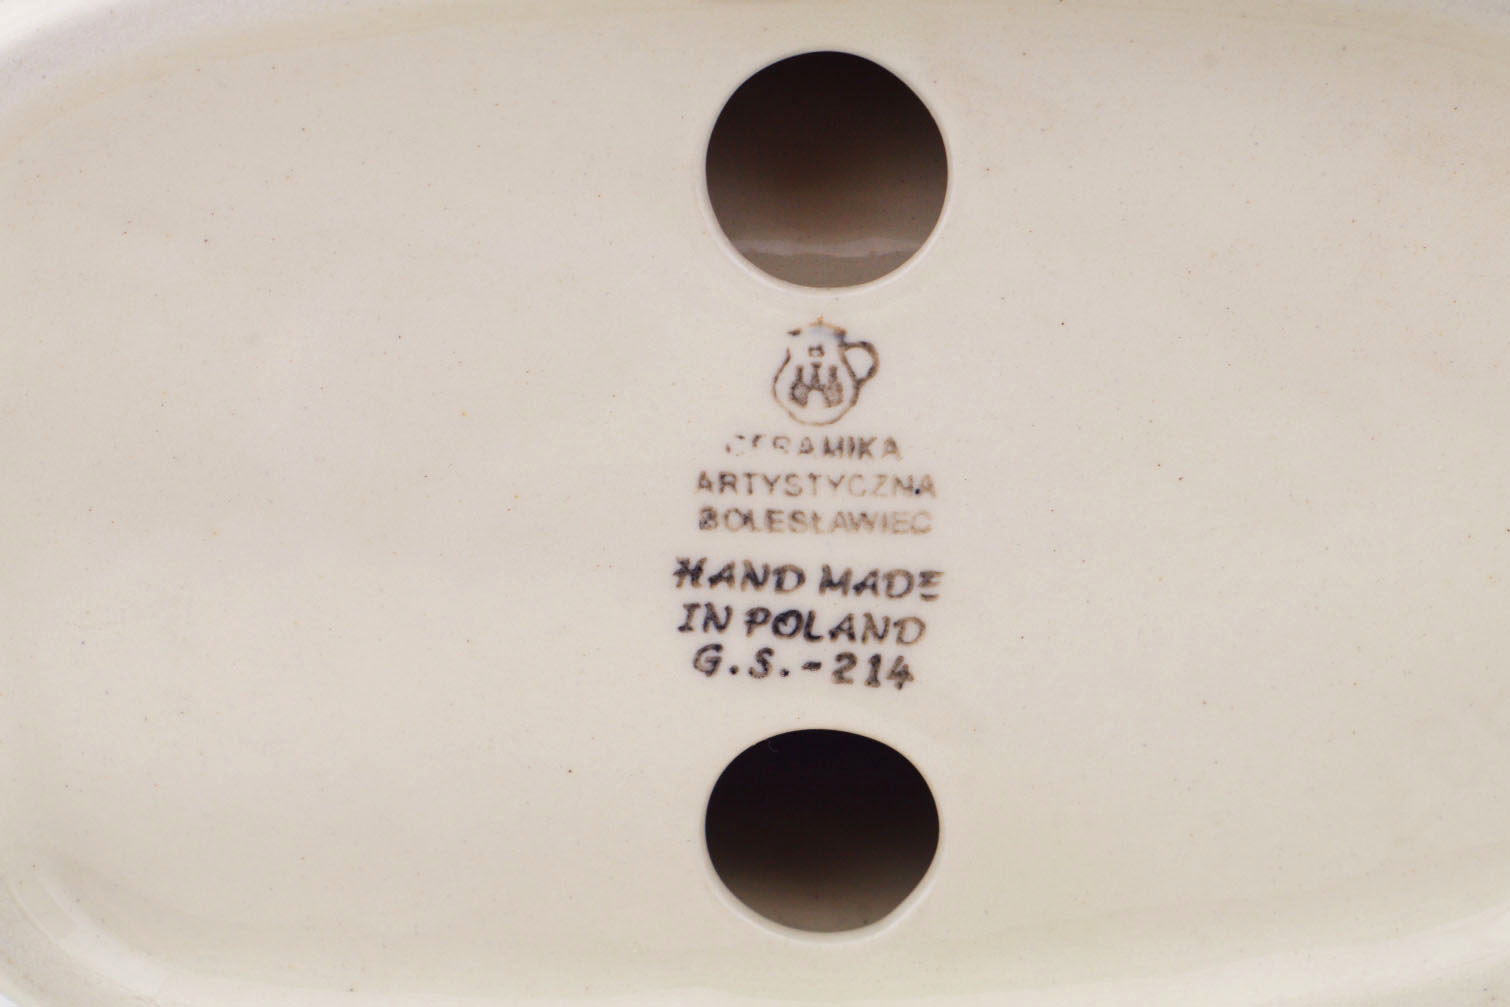 CERAMIKA
ARTYSTYCZNA
BOLESŁAWIEC
HAND MADE
IN POLAND
G.S.-214